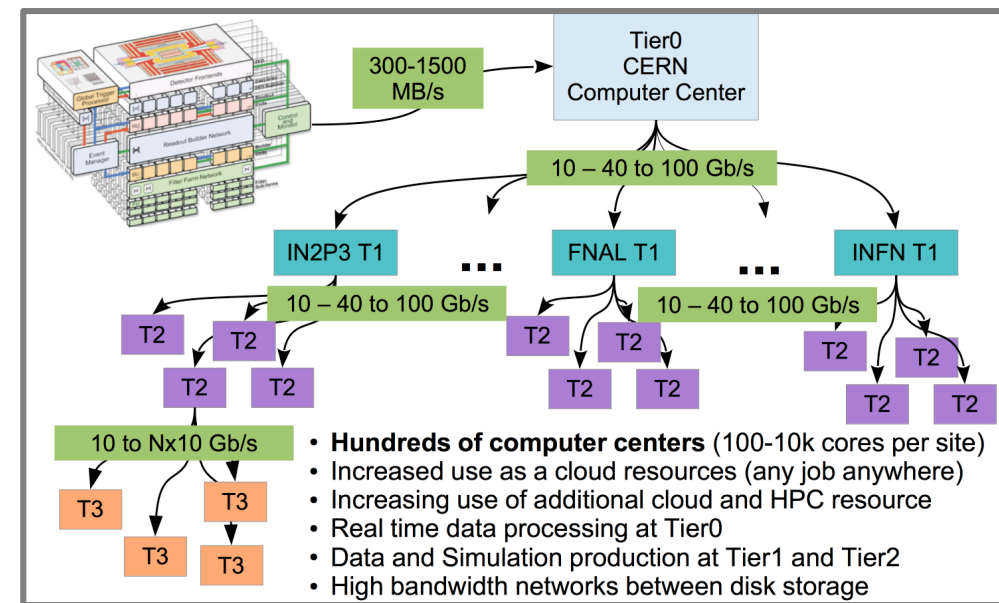 Detector Frontends
Global Trigger
Processor
Readout Builder Network
Control
and
Monitor
Event
Manager
Filter Farm Network
300-1500
MB/s
Tier0
CERN
Computer Center
10 – 40 to 100 Gb/s
IN2P3 T1
...
FNAL T1
...
INFN T1
10 – 40 to 100 Gb/s
10 – 40 to 100 Gb/s
T2
T2
T2
T2
T2
T2
T2
T2
T2
T2
T2
T2
10 to Nx10 Gb/s
T3
T3
T3
T3
• Hundreds of computer centers (100-10k cores per site)
• Increased use as a cloud resources (any job anywhere)
• Increasing use of additional cloud and HPC resource
• Real time data processing at Tier0
• Data and Simulation production at Tier1 and Tier2
• High bandwidth networks between disk storage